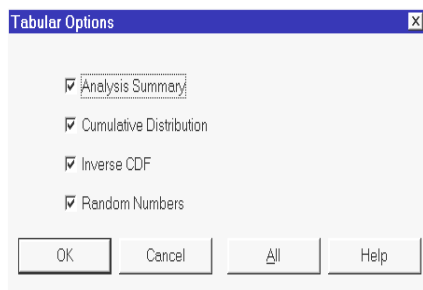 Tabular Options
Analysis Summary
Cumulative Distribution
Inverse CDF
Random Numbers
OK Cancel All Help